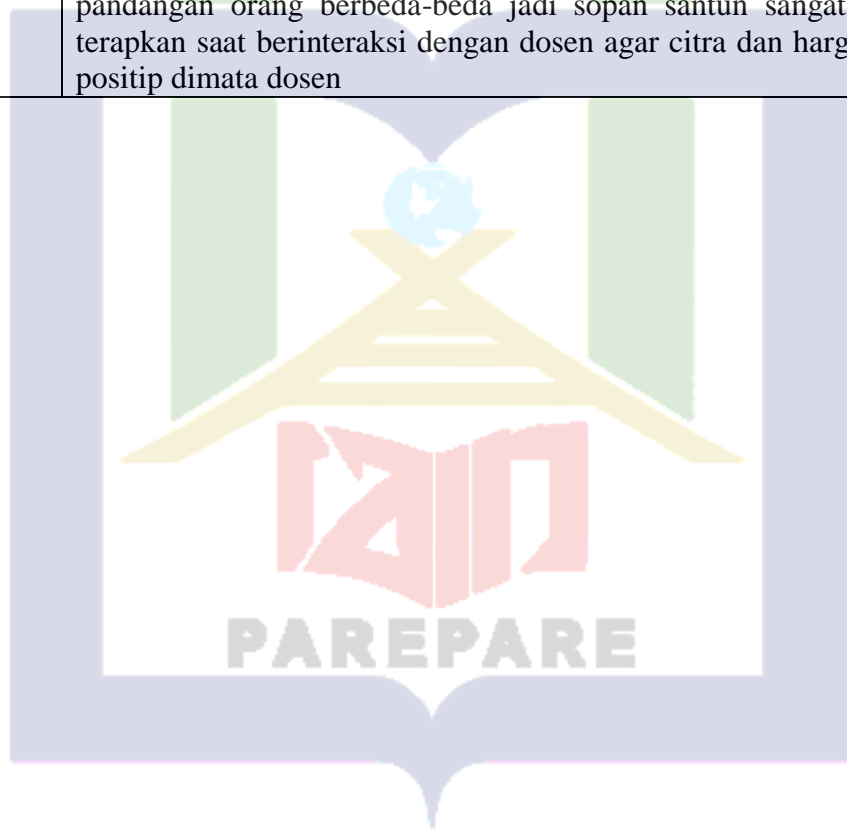 pandangan orang berbeda-beda jadi sopan santun sangat
terapkan saat berinteraksi dengan dosen agar citra dan harg
positip dimata dosen
iain
PAREPARE